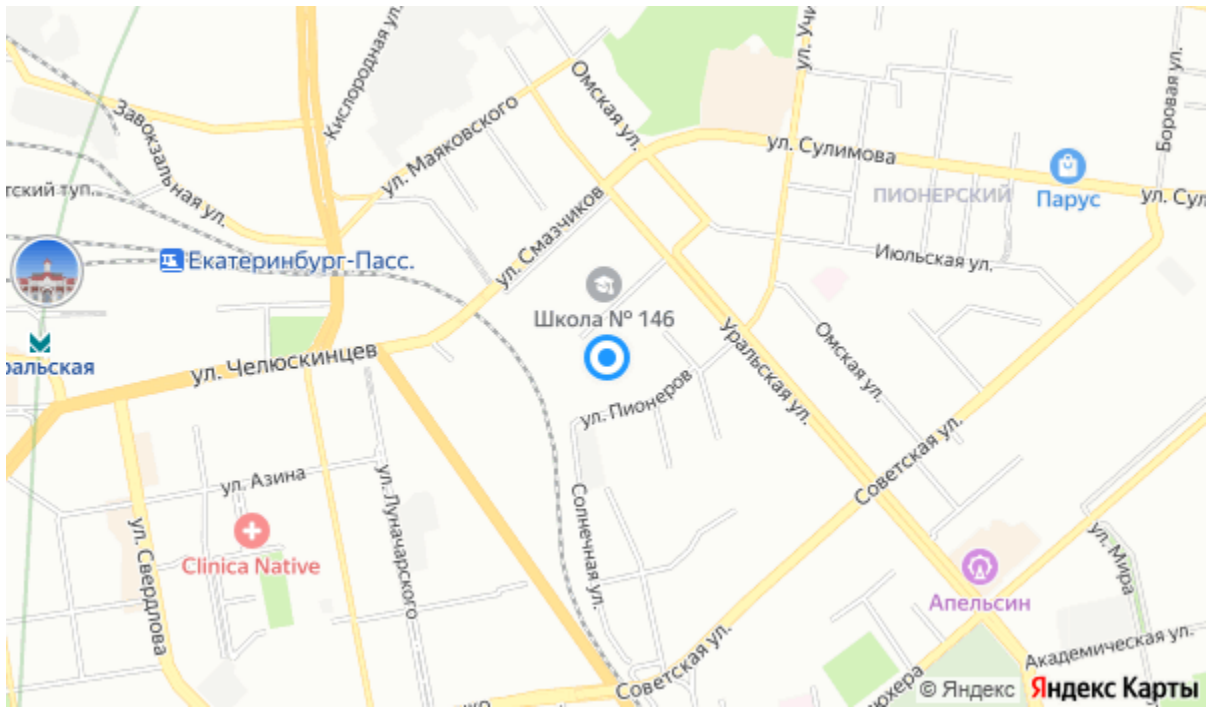 Кислородная ул.
ул. Учи
Омская ул.
Боровая ул.
Завокзальная ул.
ул. Маяковского
ул. Сулимова
тский туп.
ПИОНЕРСКИЙ
Парус
ул. Сул
ул. Смазчиков
Екатеринбург-Пасс.
Июльская ул.
Школа № 146
ральская
ул. Челюскинцев
Уральская ул.
Омская ул.
ул. Пионеров
ул. Азина
Советская ул.
ул. Луначарского
Солнечная ул.
ул. Свердлова
Clinica Native
ул. Мира
Апельсин
Академическая ул.
Советская ул.
ко
юхера
© Яндекс Яндекс Карты